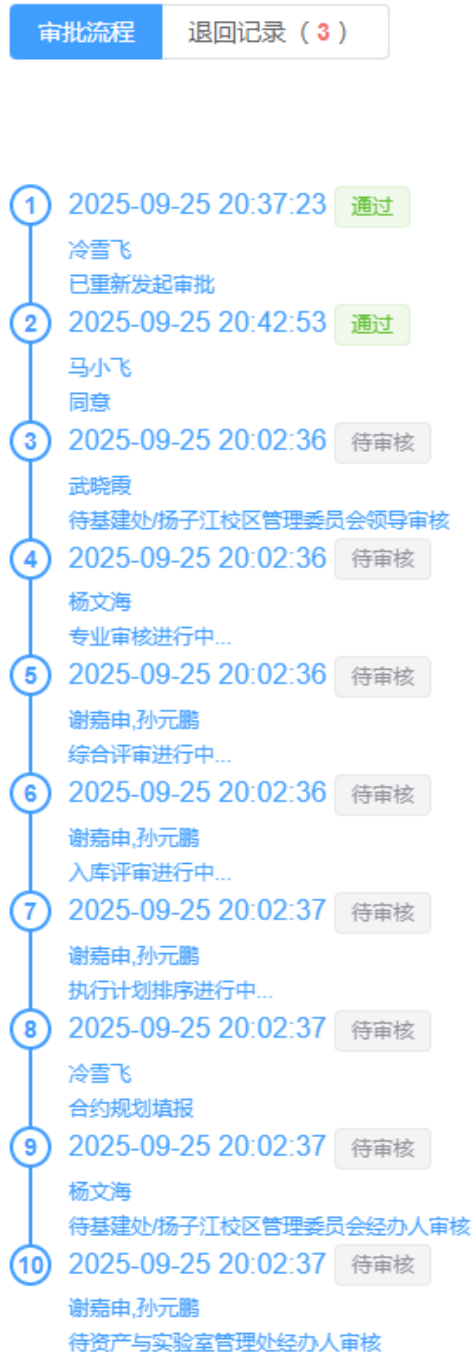 审批流程 退回记录（3）
1 2025-09-25 20:37:23 通过
冷雪飞
已重新发起审批
2 2025-09-25 20:42:53 通过
马小飞
同意
3 2025-09-25 20:02:36 待审核
武晓霞
待基建处/扬子江校区管理委员会领导审核
4 2025-09-25 20:02:36 待审核
杨文海
专业审核进行中...
5 2025-09-25 20:02:36 待审核
谢嘉申,孙元鹏
综合评审进行中...
6 2025-09-25 20:02:36 待审核
谢嘉申,孙元鹏
入库评审进行中...
7 2025-09-25 20:02:37 待审核
谢嘉申,孙元鹏
执行计划排序进行中...
8 2025-09-25 20:02:37 待审核
冷雪飞
合约规划填报
9 2025-09-25 20:02:37 待审核
杨文海
待基建处/扬子江校区管理委员会经办人审核
10 2025-09-25 20:02:37 待审核
谢嘉申,孙元鹏
待资产与实验室管理处经办人审核